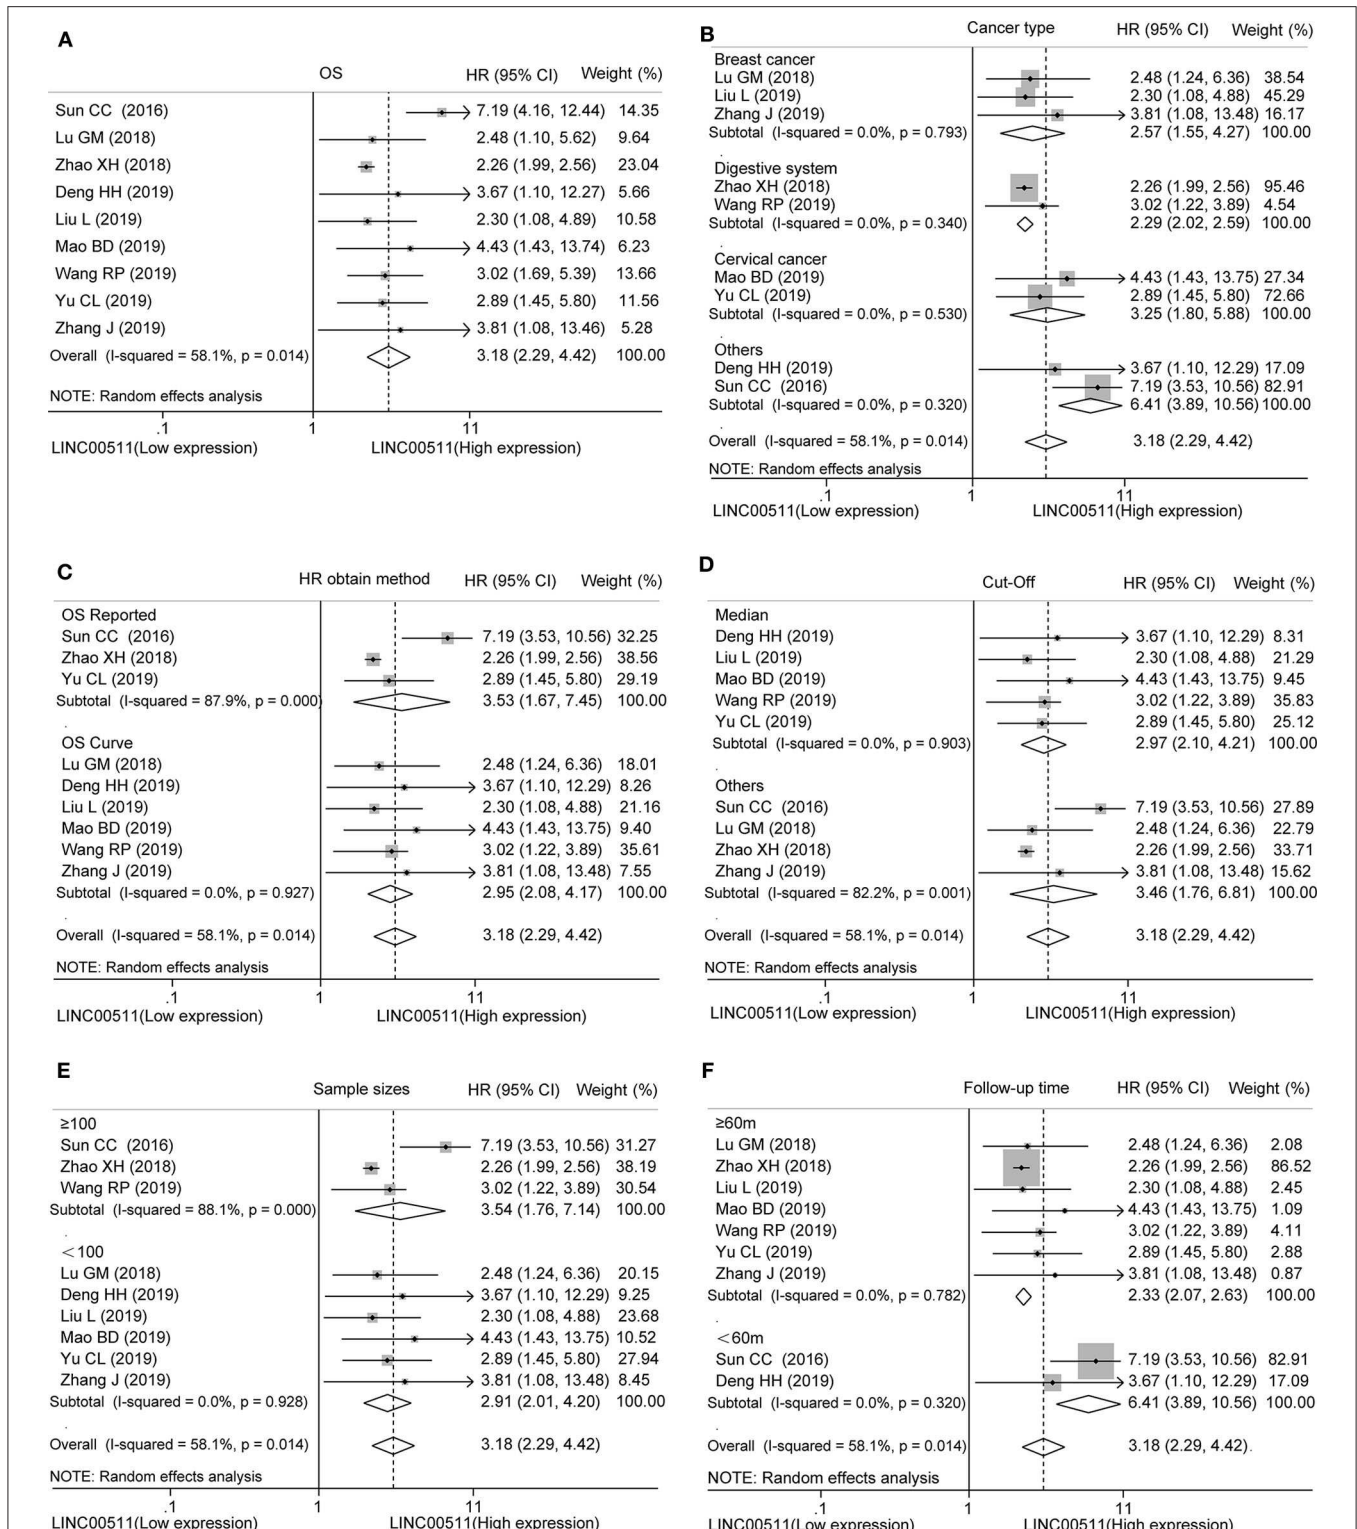 A
OS HR (95% CI) Weight (%)
Sun CC (2016) 7.19 (4.16, 12.44) 14.35
Lu GM (2018) 2.48 (1.10, 5.62) 9.64
Zhao XH (2018) 2.26 (1.99, 2.56) 23.04
Deng HH (2019) 3.67 (1.10, 12.27) 5.66
Liu L (2019) 2.30 (1.08, 4.89) 10.58
Mao BD (2019) 4.43 (1.43, 13.74) 6.23
Wang RP (2019) 3.02 (1.69, 5.39) 13.66
Yu CL (2019) 2.89 (1.45, 5.80) 11.56
Zhang J (2019) 3.81 (1.08, 13.46) 5.28
Overall (I-squared = 58.1%, p = 0.014) 3.18 (2.29, 4.42) 100.00
NOTE: Random effects analysis
.1 1 11
LINC00511(Low expression) LINC00511(High expression)
B
Cancer type HR (95% CI) Weight (%)
Breast cancer
Lu GM (2018) 2.48 (1.24, 6.36) 38.54
Liu L (2019) 2.30 (1.08, 4.88) 45.29
Zhang J (2019) 3.81 (1.08, 13.48) 16.17
Subtotal (I-squared = 0.0%, p = 0.793) 2.57 (1.55, 4.27) 100.00
.
Digestive system
Zhao XH (2018) 2.26 (1.99, 2.56) 95.46
Wang RP (2019) 3.02 (1.22, 3.89) 4.54
Subtotal (I-squared = 0.0%, p = 0.340) 2.29 (2.02, 2.59) 100.00
.
Cervical cancer
Mao BD (2019) 4.43 (1.43, 13.75) 27.34
Yu CL (2019) 2.89 (1.45, 5.80) 72.66
Subtotal (I-squared = 0.0%, p = 0.530) 3.25 (1.80, 5.88) 100.00
.
Others
Deng HH (2019) 3.67 (1.10, 12.29) 17.09
Sun CC (2016) 7.19 (3.53, 10.56) 82.91
Subtotal (I-squared = 0.0%, p = 0.320) 6.41 (3.89, 10.56) 100.00
.
Overall (I-squared = 58.1%, p = 0.014) 3.18 (2.29, 4.42)
NOTE: Random effects analysis
.1 1 11
LINC00511(Low expression) LINC00511(High expression)
C
HR obtain method HR (95% CI) Weight (%)
OS Reported
Sun CC (2016) 7.19 (3.53, 10.56) 32.25
Zhao XH (2018) 2.26 (1.99, 2.56) 38.56
Yu CL (2019) 2.89 (1.45, 5.80) 29.19
Subtotal (I-squared = 87.9%, p = 0.000) 3.53 (1.67, 7.45) 100.00
.
OS Curve
Lu GM (2018) 2.48 (1.24, 6.36) 18.01
Deng HH (2019) 3.67 (1.10, 12.29) 8.26
Liu L (2019) 2.30 (1.08, 4.88) 21.16
Mao BD (2019) 4.43 (1.43, 13.75) 9.40
Wang RP (2019) 3.02 (1.22, 3.89) 35.61
Zhang J (2019) 3.81 (1.08, 13.48) 7.55
Subtotal (I-squared = 0.0%, p = 0.927) 2.95 (2.08, 4.17) 100.00
.
Overall (I-squared = 58.1%, p = 0.014) 3.18 (2.29, 4.42)
NOTE: Random effects analysis
.1 1 11
LINC00511(Low expression) LINC00511(High expression)
D
Cut-Off HR (95% CI) Weight (%)
Median
Deng HH (2019) 3.67 (1.10, 12.29) 8.31
Liu L (2019) 2.30 (1.08, 4.88) 21.29
Mao BD (2019) 4.43 (1.43, 13.75) 9.45
Wang RP (2019) 3.02 (1.22, 3.89) 35.83
Yu CL (2019) 2.89 (1.45, 5.80) 25.12
Subtotal (I-squared = 0.0%, p = 0.903) 2.97 (2.10, 4.21) 100.00
.
Others
Sun CC (2016) 7.19 (3.53, 10.56) 27.89
Lu GM (2018) 2.48 (1.24, 6.36) 22.79
Zhao XH (2018) 2.26 (1.99, 2.56) 33.71
Zhang J (2019) 3.81 (1.08, 13.48) 15.62
Subtotal (I-squared = 82.2%, p = 0.001) 3.46 (1.76, 6.81) 100.00
.
Overall (I-squared = 58.1%, p = 0.014) 3.18 (2.29, 4.42)
NOTE: Random effects analysis
.1 1 11
LINC00511(Low expression) LINC00511(High expression)
E
Sample sizes HR (95% CI) Weight (%)
≥100
Sun CC (2016) 7.19 (3.53, 10.56) 31.27
Zhao XH (2018) 2.26 (1.99, 2.56) 38.19
Wang RP (2019) 3.02 (1.22, 3.89) 30.54
Subtotal (I-squared = 88.1%, p = 0.000) 3.54 (1.76, 7.14) 100.00
.
＜100
Lu GM (2018) 2.48 (1.24, 6.36) 20.15
Deng HH (2019) 3.67 (1.10, 12.29) 9.25
Liu L (2019) 2.30 (1.08, 4.88) 23.68
Mao BD (2019) 4.43 (1.43, 13.75) 10.52
Yu CL (2019) 2.89 (1.45, 5.80) 27.94
Zhang J (2019) 3.81 (1.08, 13.48) 8.45
Subtotal (I-squared = 0.0%, p = 0.928) 2.91 (2.01, 4.20) 100.00
.
Overall (I-squared = 58.1%, p = 0.014) 3.18 (2.29, 4.42)
NOTE: Random effects analysis
.1 1 11
LINC00511(Low expression) LINC00511(High expression)
F
Follow-up time HR (95% CI) Weight (%)
≥60m
Lu GM (2018) 2.48 (1.24, 6.36) 2.08
Zhao XH (2018) 2.26 (1.99, 2.56) 86.52
Liu L (2019) 2.30 (1.08, 4.88) 2.45
Mao BD (2019) 4.43 (1.43, 13.75) 1.09
Wang RP (2019) 3.02 (1.22, 3.89) 4.11
Yu CL (2019) 2.89 (1.45, 5.80) 2.88
Zhang J (2019) 3.81 (1.08, 13.48) 0.87
Subtotal (I-squared = 0.0%, p = 0.782) 2.33 (2.07, 2.63) 100.00
.
＜60m
Sun CC (2016) 7.19 (3.53, 10.56) 82.91
Deng HH (2019) 3.67 (1.10, 12.29) 17.09
Subtotal (I-squared = 0.0%, p = 0.320) 6.41 (3.89, 10.56) 100.00
.
Overall (I-squared = 58.1%, p = 0.014) 3.18 (2.29, 4.42).
NOTE: Random effects analysis
.1 1 11
LINC00511(Low expression) LINC00511(High expression)